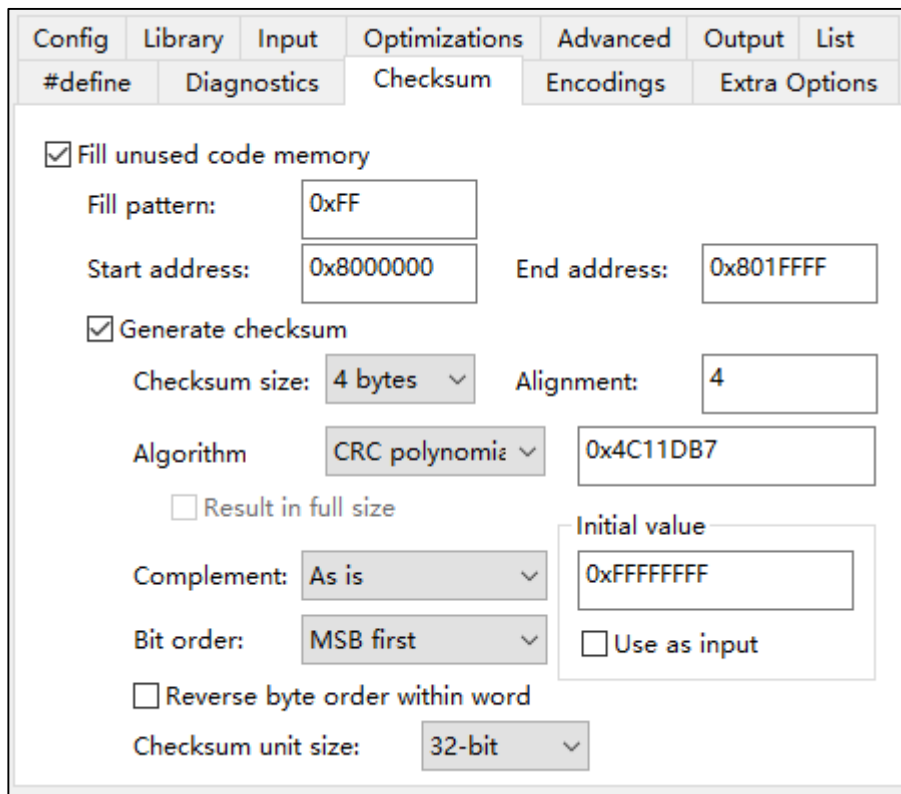 Config Library Input Optimizations Advanced Output List
#define Diagnostics Checksum Encodings Extra Options
Fill unused code memory
Fill pattern: 0xFF
Start address: 0x8000000 End address: 0x801FFFF
Generate checksum
Checksum size: 4 bytes Alignment: 4
Algorithm CRC polynomia 0x4C11DB7
Result in full size
Initial value
Complement: As is 0xFFFFFFFF
Bit order: MSB first Use as input
Reverse byte order within word
Checksum unit size: 32-bit